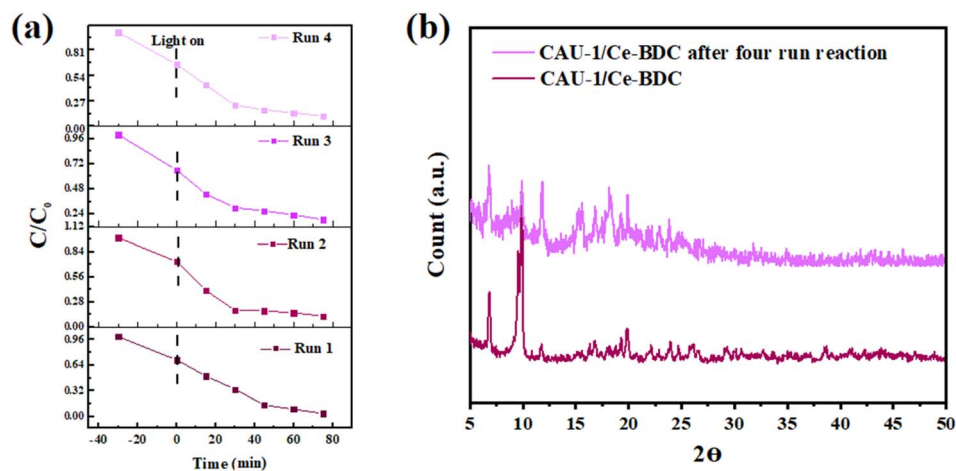 (a)
Light on
Run 4
0.81
0.54
0.27
0.00
Run 3
0.96
0.72
0.48
0.24
Run 2
1.12
0.84
0.56
0.28
0.00
Run 1
0.96
0.64
0.32
0.00
C/C0
-40 -20 0 20 40 60 80
Time (min)
(b)
CAU-1/Ce-BDC after four run reaction
CAU-1/Ce-BDC
Count (a.u.)
5 10 15 20 25 30 35 40 45 50
2ө